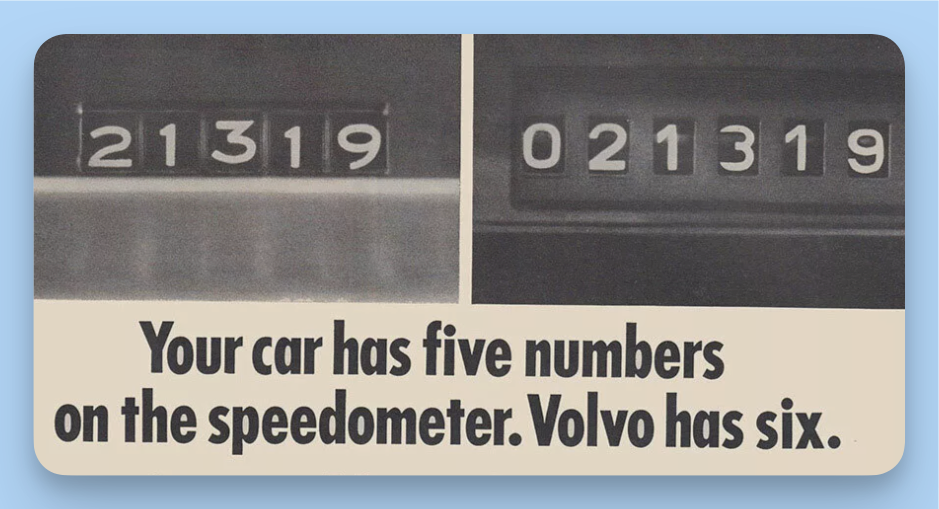 21319
021319
Your car has five numbers
on the speedometer. Volvo has six.